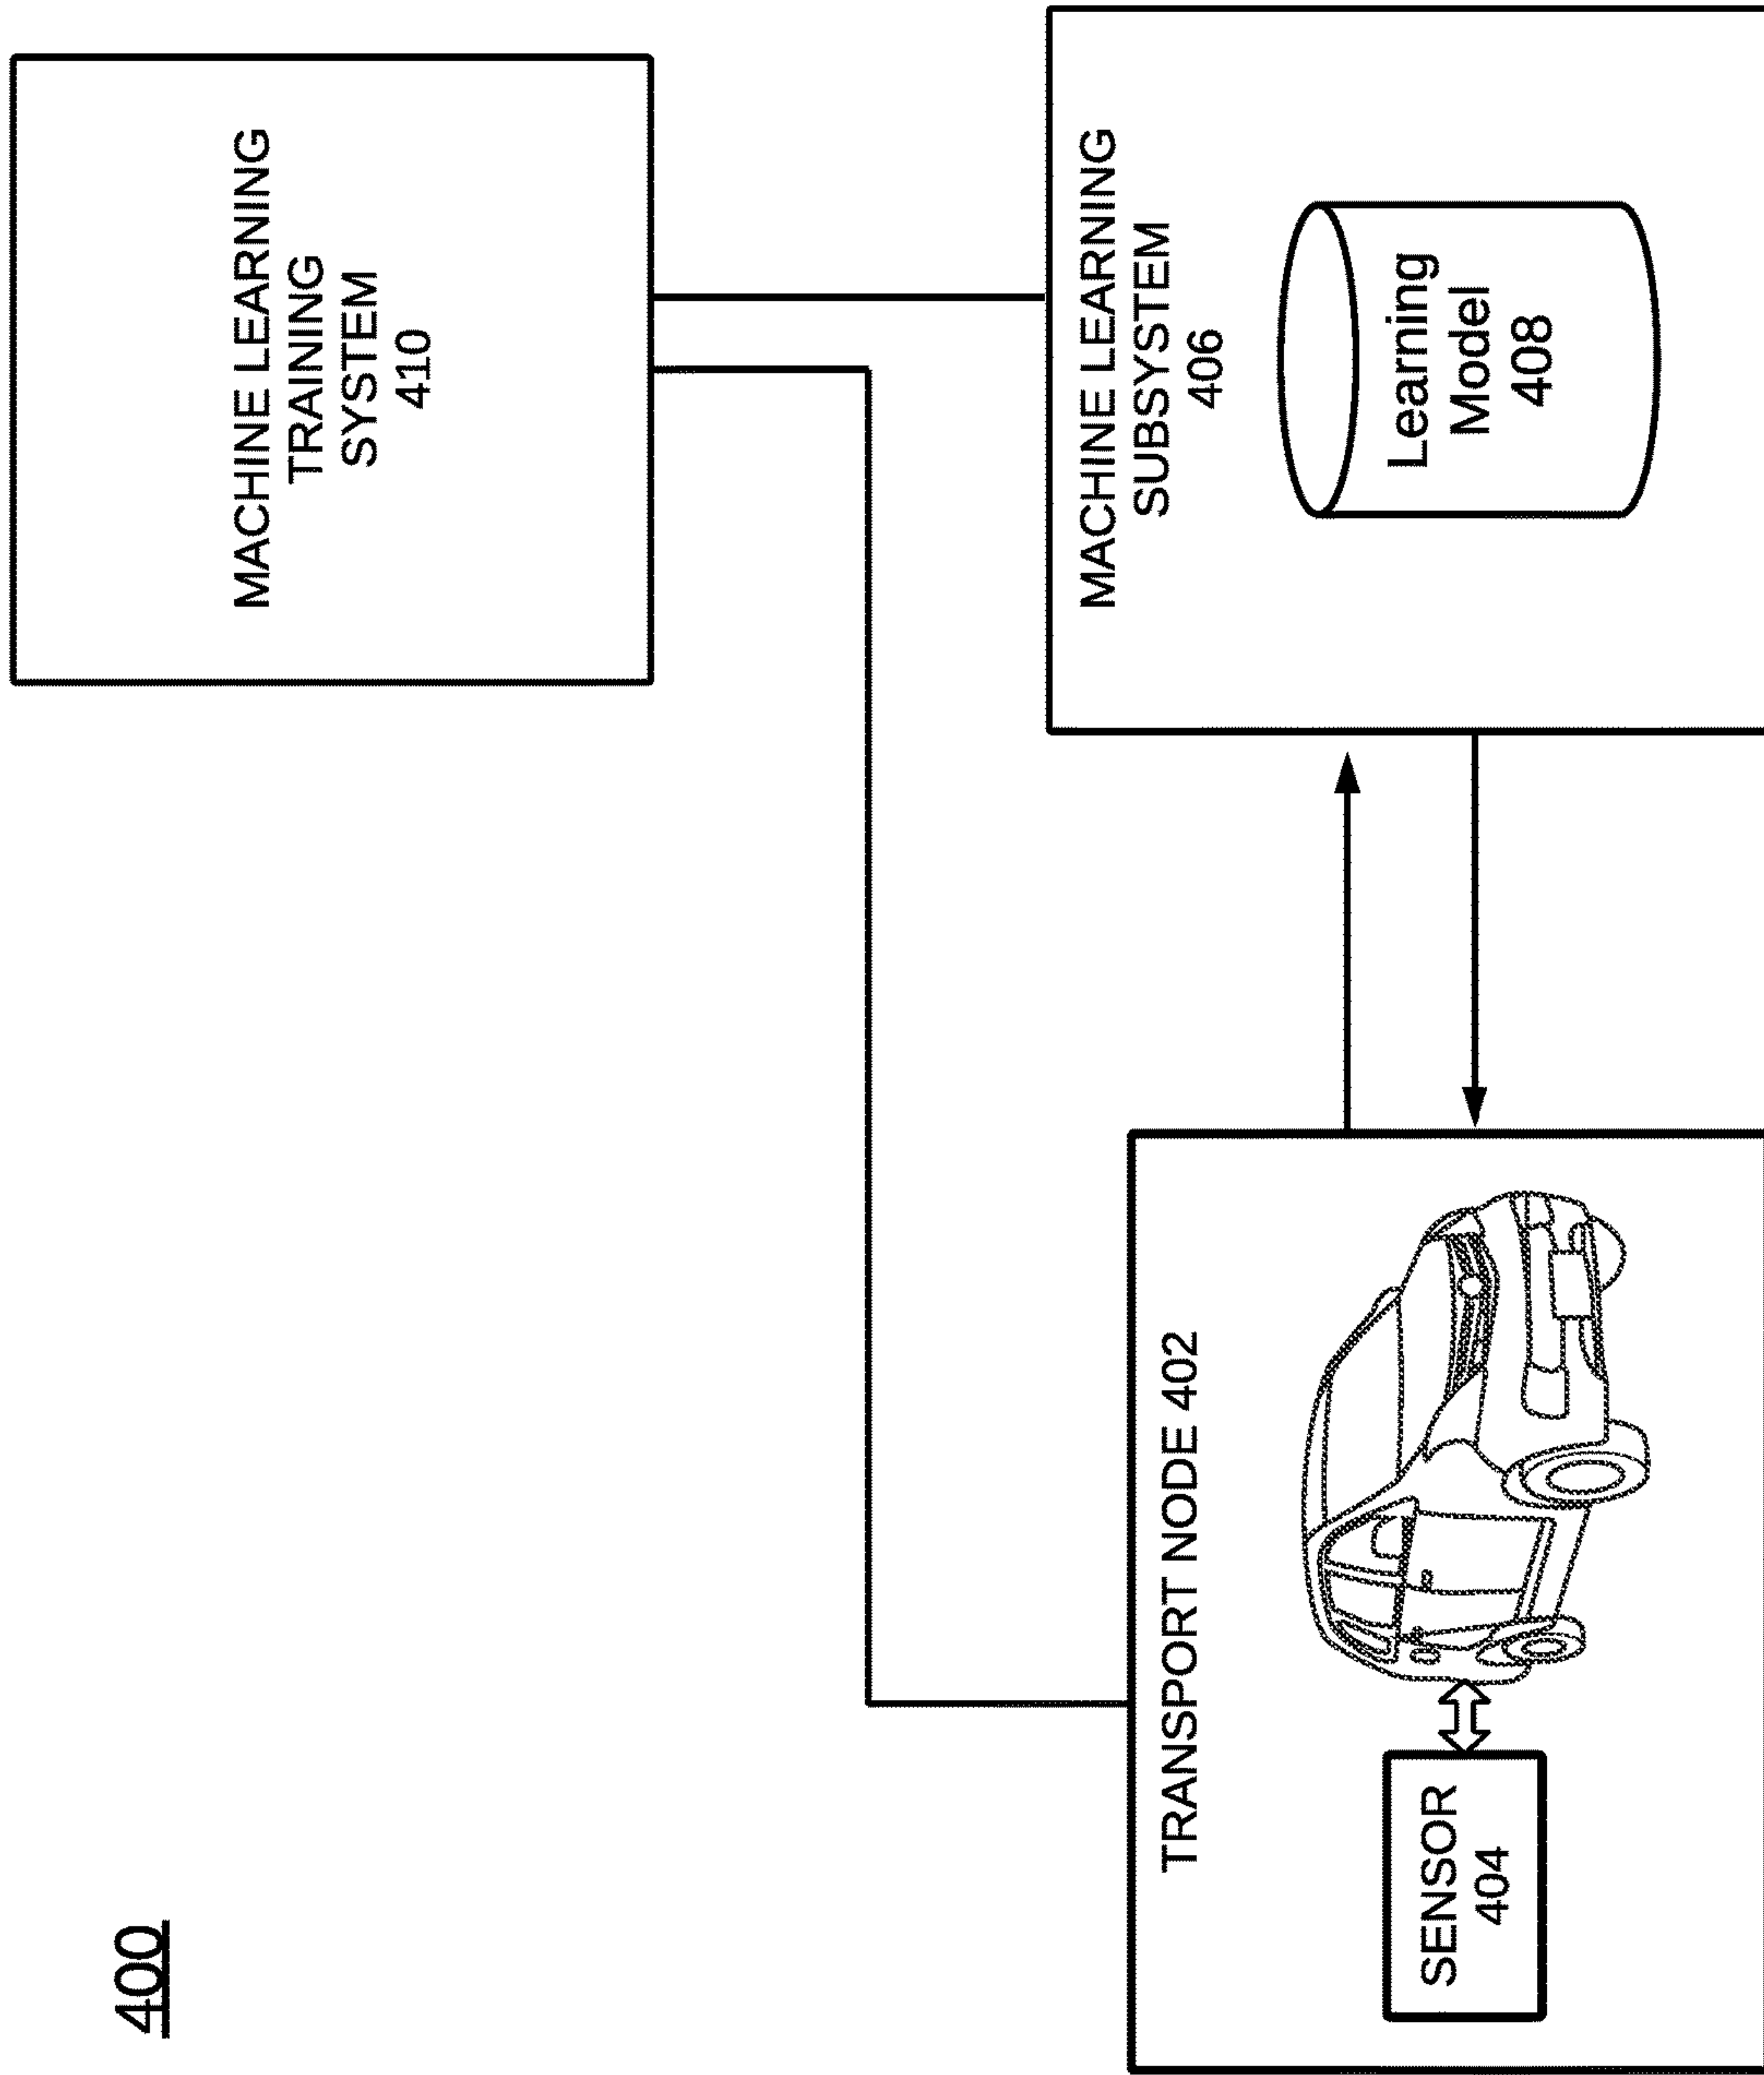 400
MACHINE LEARNING
TRAINING
SYSTEM
410
TRANSPORT NODE 402
SENSOR
404
MACHINE LEARNING
SUBSYSTEM
406
Learning
Model
408